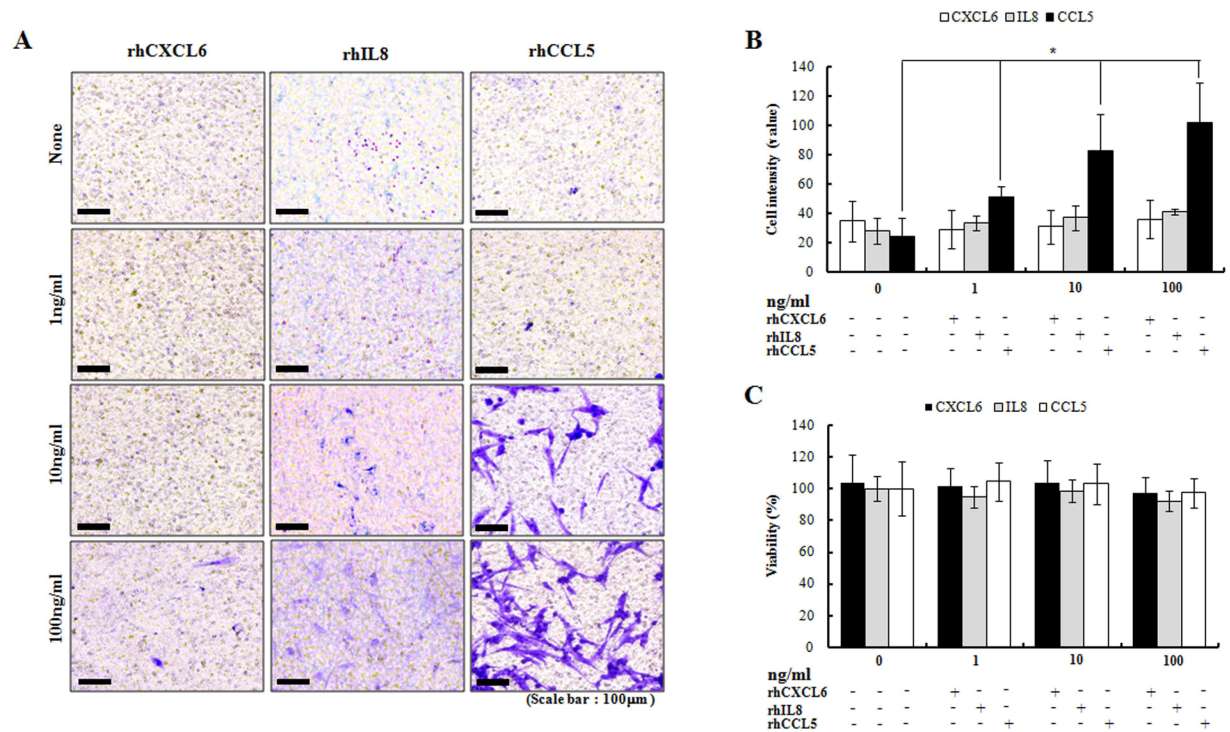 A
rhCXCL6 rhIL8 rhCCL5
None
1ng/ml
10ng/ml
100ng/ml
(Scale bar : 100μm)
B
CXCL6 IL8 CCL5
*
Cell intensity (value)
140
120
100
80
60
40
20
0
0 1 10 100
ng/ml
rhCXCL6 - - - + - - + - - + - -
rhIL8 - - - - + - - + - - + -
rhCCL5 - - - - - + - - + - - +
C
CXCL6 IL8 CCL5
Viability (%)
140
120
100
80
60
40
20
0
0 1 10 100
ng/ml
rhCXCL6 - - - + - - + - - + - -
rhIL8 - - - - + - - + - - + -
rhCCL5 - - - - - + - - + - - +